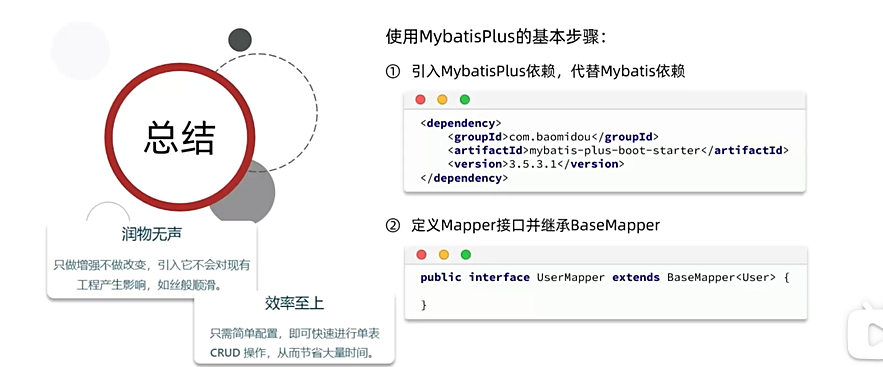 总结
润物无声
只做增强不做改变，引入它不会对现有
工程产生影响，如丝般顺滑。
效率至上
只需简单配置，即可快速进行单表
CRUD 操作，从而节省大量时间。
使用MybatisPlus的基本步骤：
① 引入MybatisPlus依赖，代替Mybatis依赖
<dependency>
    <groupId>com.baomidou</groupId>
    <artifactId>mybatis-plus-boot-starter</artifactId>
    <version>3.5.3.1</version>
</dependency>
② 定义Mapper接口并继承BaseMapper
public interface UserMapper extends BaseMapper<User> {
}